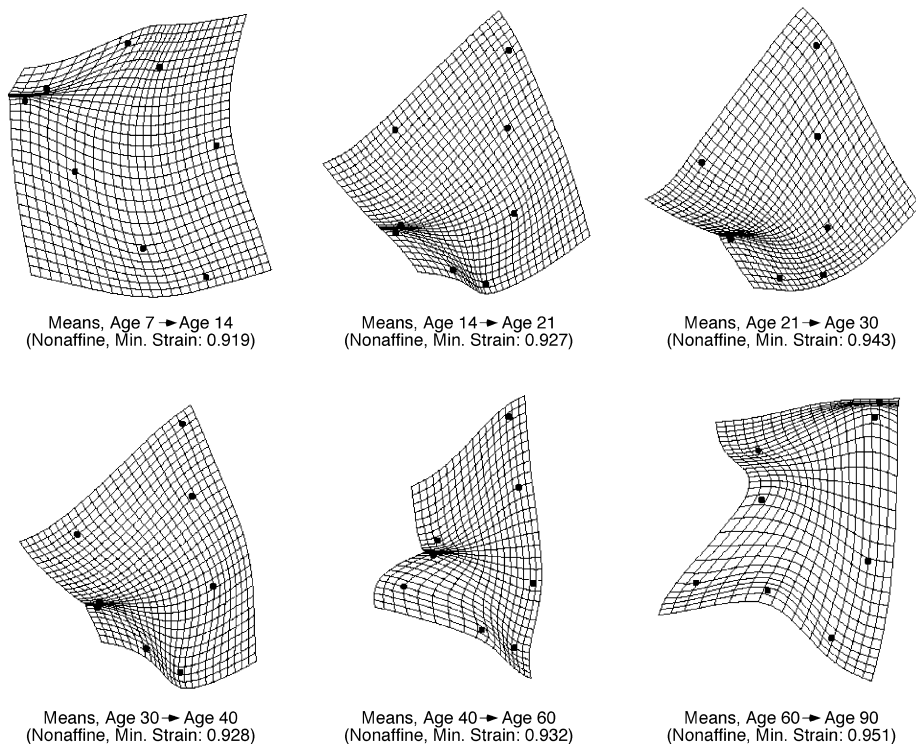 Means, Age 7 → Age 14
(Nonaffine, Min. Strain: 0.919)
Means, Age 14 → Age 21
(Nonaffine, Min. Strain: 0.927)
Means, Age 21 → Age 30
(Nonaffine, Min. Strain: 0.943)
Means, Age 30 → Age 40
(Nonaffine, Min. Strain: 0.928)
Means, Age 40 → Age 60
(Nonaffine, Min. Strain: 0.932)
Means, Age 60 → Age 90
(Nonaffine, Min. Strain: 0.951)